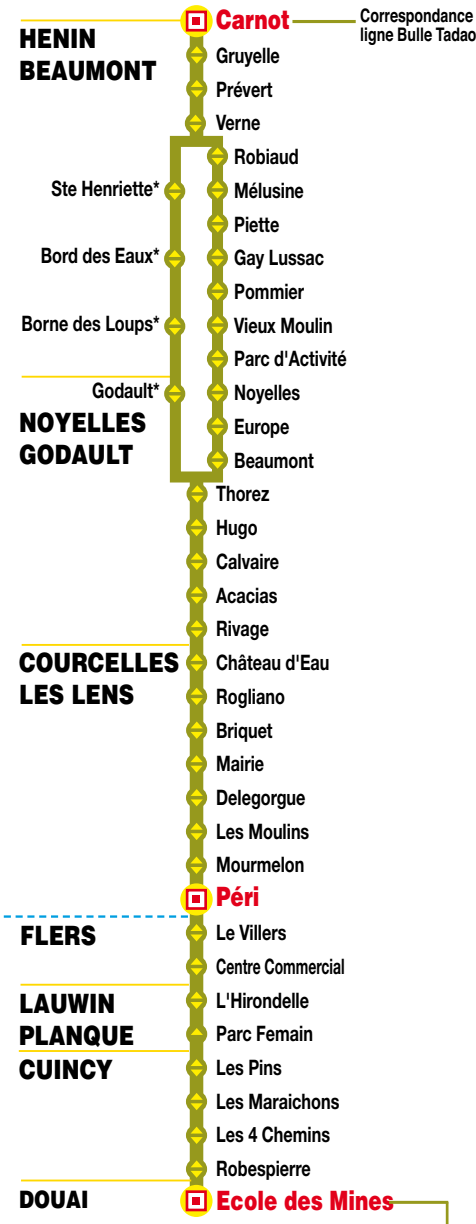 Carnot
Correspondance
ligne Bulle Tadao
HENIN
BEAUMONT
Gruyelle
Prévert
Verne
Robiaud
Ste Henriette*
Mélusine
Piette
Bord des Eaux*
Gay Lussac
Pommier
Borne des Loups*
Vieux Moulin
Parc d'Activité
Godault*
Noyelles
NOYELLES
GODAULT
Europe
Beaumont
Thorez
Hugo
Calvaire
Acacias
Rivage
COURCELLES
LES LENS
Château d'Eau
Rogliano
Briquet
Mairie
Delegorgue
Les Moulins
Mourmelon
Péri
FLERS
Le Villers
Centre Commercial
LAUWIN
PLANQUE
L'Hirondelle
Parc Femain
CUINCY
Les Pins
Les Maraichons
Les 4 Chemins
Robespierre
DOUAI
Ecole des Mines